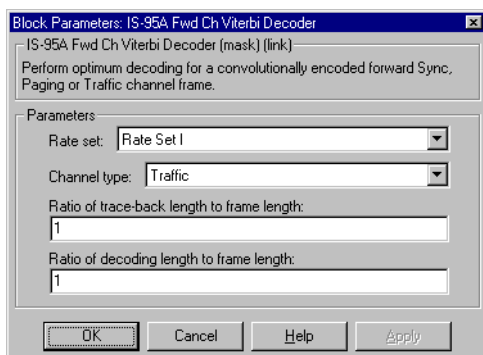 Block Parameters: IS-95A Fwd Ch Viterbi Decoder
IS-95A Fwd Ch Viterbi Decoder (mask) (link)
Perform optimum decoding for a convolutionally encoded forward Sync,
Paging or Traffic channel frame.
Parameters
Rate set: Rate Set I
Channel type: Traffic
Ratio of trace-back length to frame length:
1
Ratio of decoding length to frame length:
1
OK Cancel Help Apply